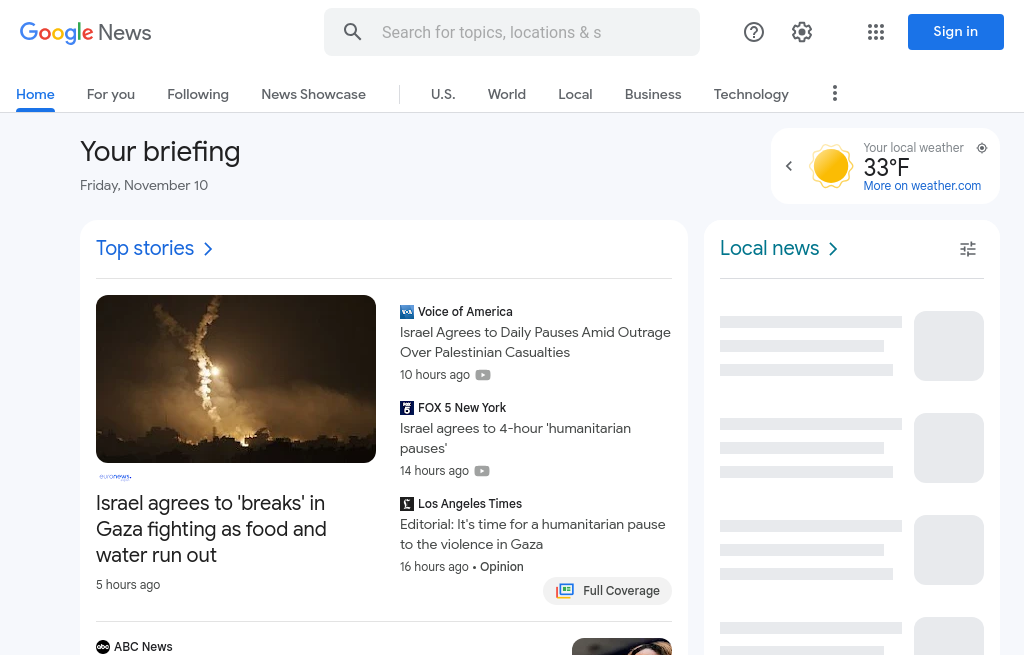 Google News
Search for topics, locations & s
Sign in
Home
For you
Following
News Showcase
U.S.
World
Local
Business
Technology
Your briefing
Friday, November 10
Your local weather
33°F
More on weather.com
Top stories
Local news
euronews.
Israel agrees to 'breaks' in
Gaza fighting as food and
water run out
5 hours ago
VOA
Voice of America
Israel Agrees to Daily Pauses Amid Outrage
Over Palestinian Casualties
10 hours ago
FOX 5 New York
Israel agrees to 4-hour 'humanitarian
pauses'
14 hours ago
Los Angeles Times
Editorial: It's time for a humanitarian pause
to the violence in Gaza
16 hours ago • Opinion
Full Coverage
abc
ABC News